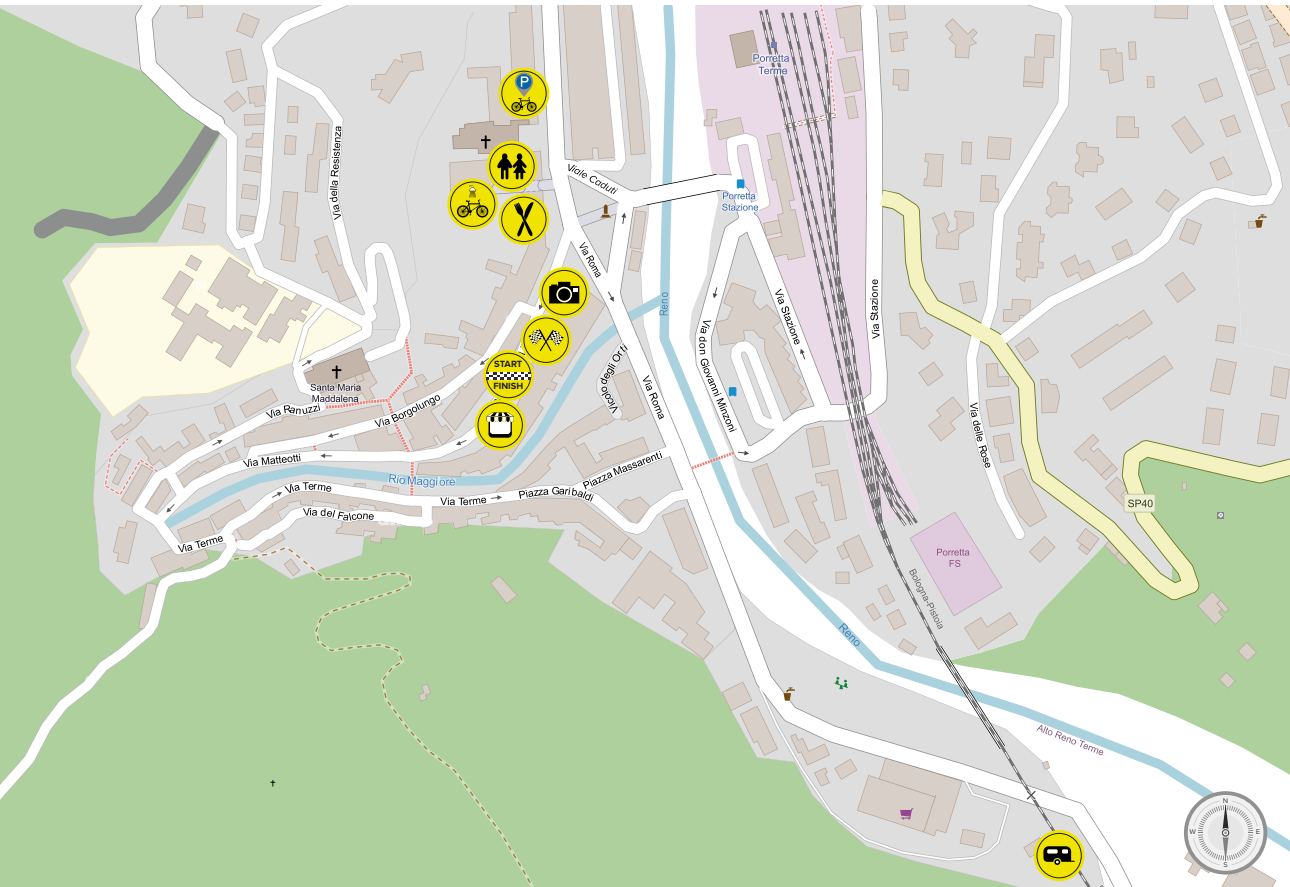 Porretta
Terme
P
Via della Resistenza
Viale Caduti
Porretta
Stazione
Via Roma
Via Stazione
Via Stazione
Reno
Via don Giovanni Minzoni
START
FINISH
Vicolo degli Orti
Via Roma
Santa Maria
Maddalena
Via Ranuzzi
Via Borgolungo
Via delle Rose
Via Matteotti
Rio Maggiore
Piazza Massarenti
Via Terme
Via Terme
Piazza Garibaldi
SP40
Via del Falcone
Via Terme
Porretta
FS
Bologna-Pistoia
Reno
Alto Reno Terme
N
W
E
S